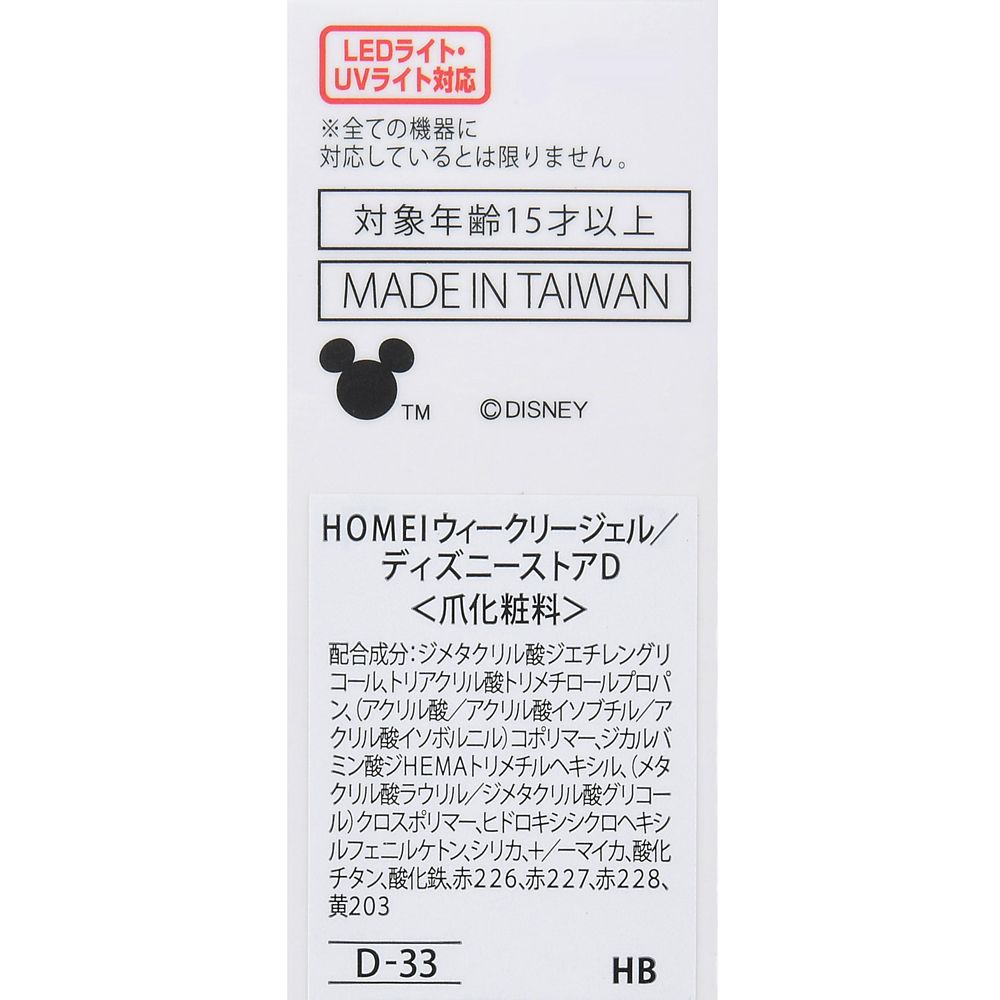 LEDライト・
UVライト対応
※全ての機器に
対応しているとは限りません。
対象年齢15才以上
MADE IN TAIWAN
TM ©DISNEY
HOMEIウィークリージェル／
ディズニーストアD
＜爪化粧料＞
配合成分：ジメタクリル酸ジエチレングリ
コール、トリアクリル酸トリメチロールプロパ
ン、（アクリル酸／アクリル酸イソブチル／ア
クリル酸イソボルニル）コポリマー、ジカルバ
ミン酸ジHEMAトリメチルヘキシル、（メタ
クリル酸ラウリル／ジメタクリル酸グリコー
ル）クロスポリマー、ヒドロキシシクロヘキシ
ルフェニルケトン、シリカ、＋／ーマイカ、酸化
チタン、酸化鉄、赤226、赤227、赤228、
黄203
D-33 HB